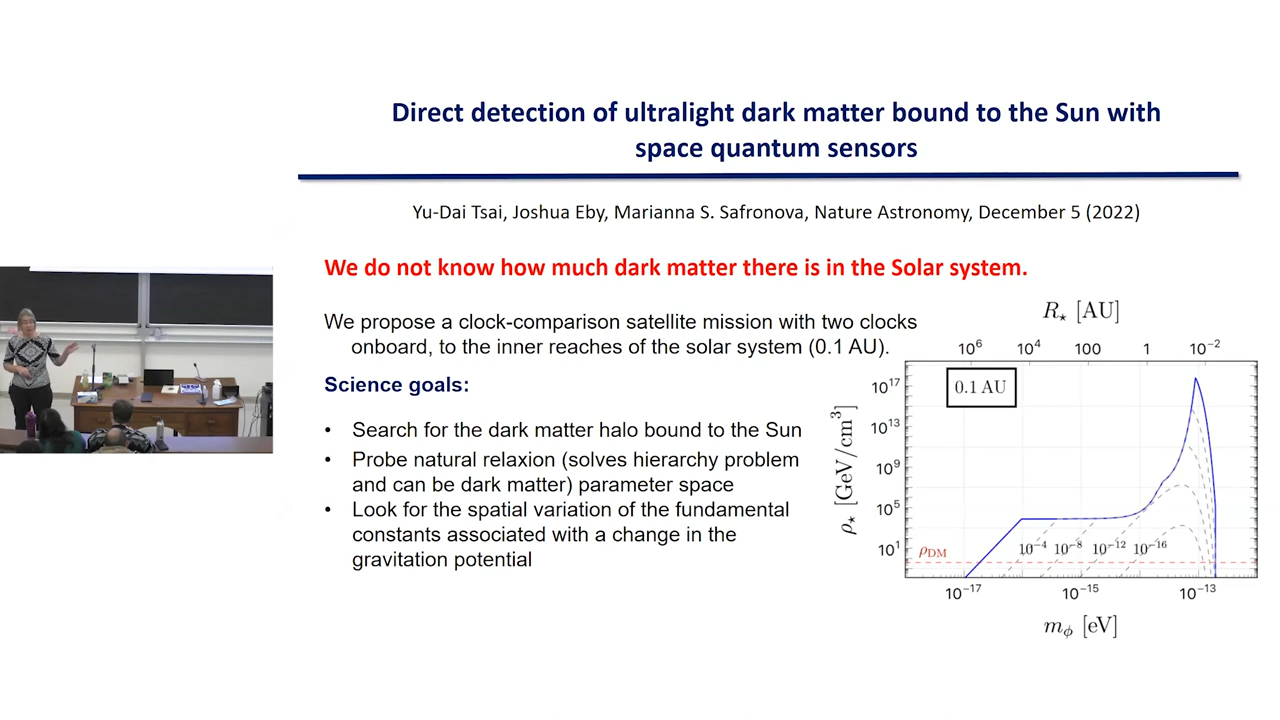 Direct detection of ultralight dark matter bound to the Sun with
space quantum sensors
Yu-Dai Tsai, Joshua Eby, Marianna S. Safronova, Nature Astronomy, December 5 (2022)
We do not know how much dark matter there is in the Solar system.
We propose a clock-comparison satellite mission with two clocks
onboard, to the inner reaches of the solar system (0.1 AU).
Science goals:
• Search for the dark matter halo bound to the Sun
• Probe natural relaxion (solves hierarchy problem
and can be dark matter) parameter space
• Look for the spatial variation of the fundamental
constants associated with a change in the
gravitation potential
R⋆ [AU]
10⁶ 10⁴ 100 1 10⁻²
0.1 AU
ρ⋆ [GeV/cm³]
10¹⁷
10¹³
10⁹
10⁵
10¹
ρDM
10⁻⁴ 10⁻⁸ 10⁻¹² 10⁻¹⁶
10⁻¹⁷ 10⁻¹⁵ 10⁻¹³
mϕ [eV]